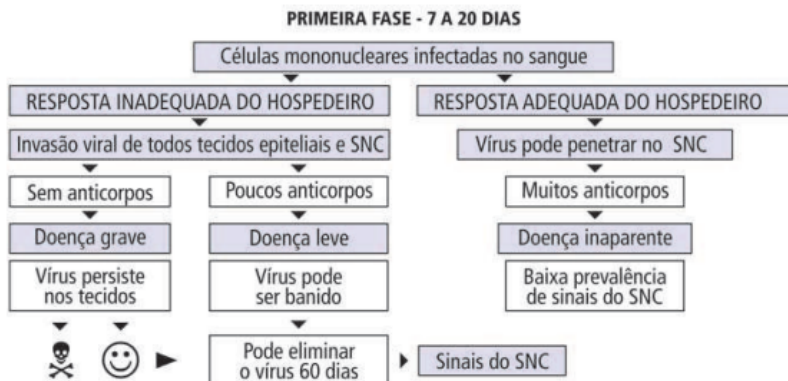 PRIMEIRA FASE - 7 A 20 DIAS
Células mononucleares infectadas no sangue
RESPOSTA INADEQUADA DO HOSPEDEIRO
RESPOSTA ADEQUADA DO HOSPEDEIRO
Invasão viral de todos tecidos epiteliais e SNC
Vírus pode penetrar no SNC
Sem anticorpos
Poucos anticorpos
Muitos anticorpos
Doença grave
Doença leve
Doença inaparente
Vírus persiste
nos tecidos
Vírus pode
ser banido
Baixa prevalência
de sinais do SNC
Pode eliminar
o vírus 60 dias
Sinais do SNC